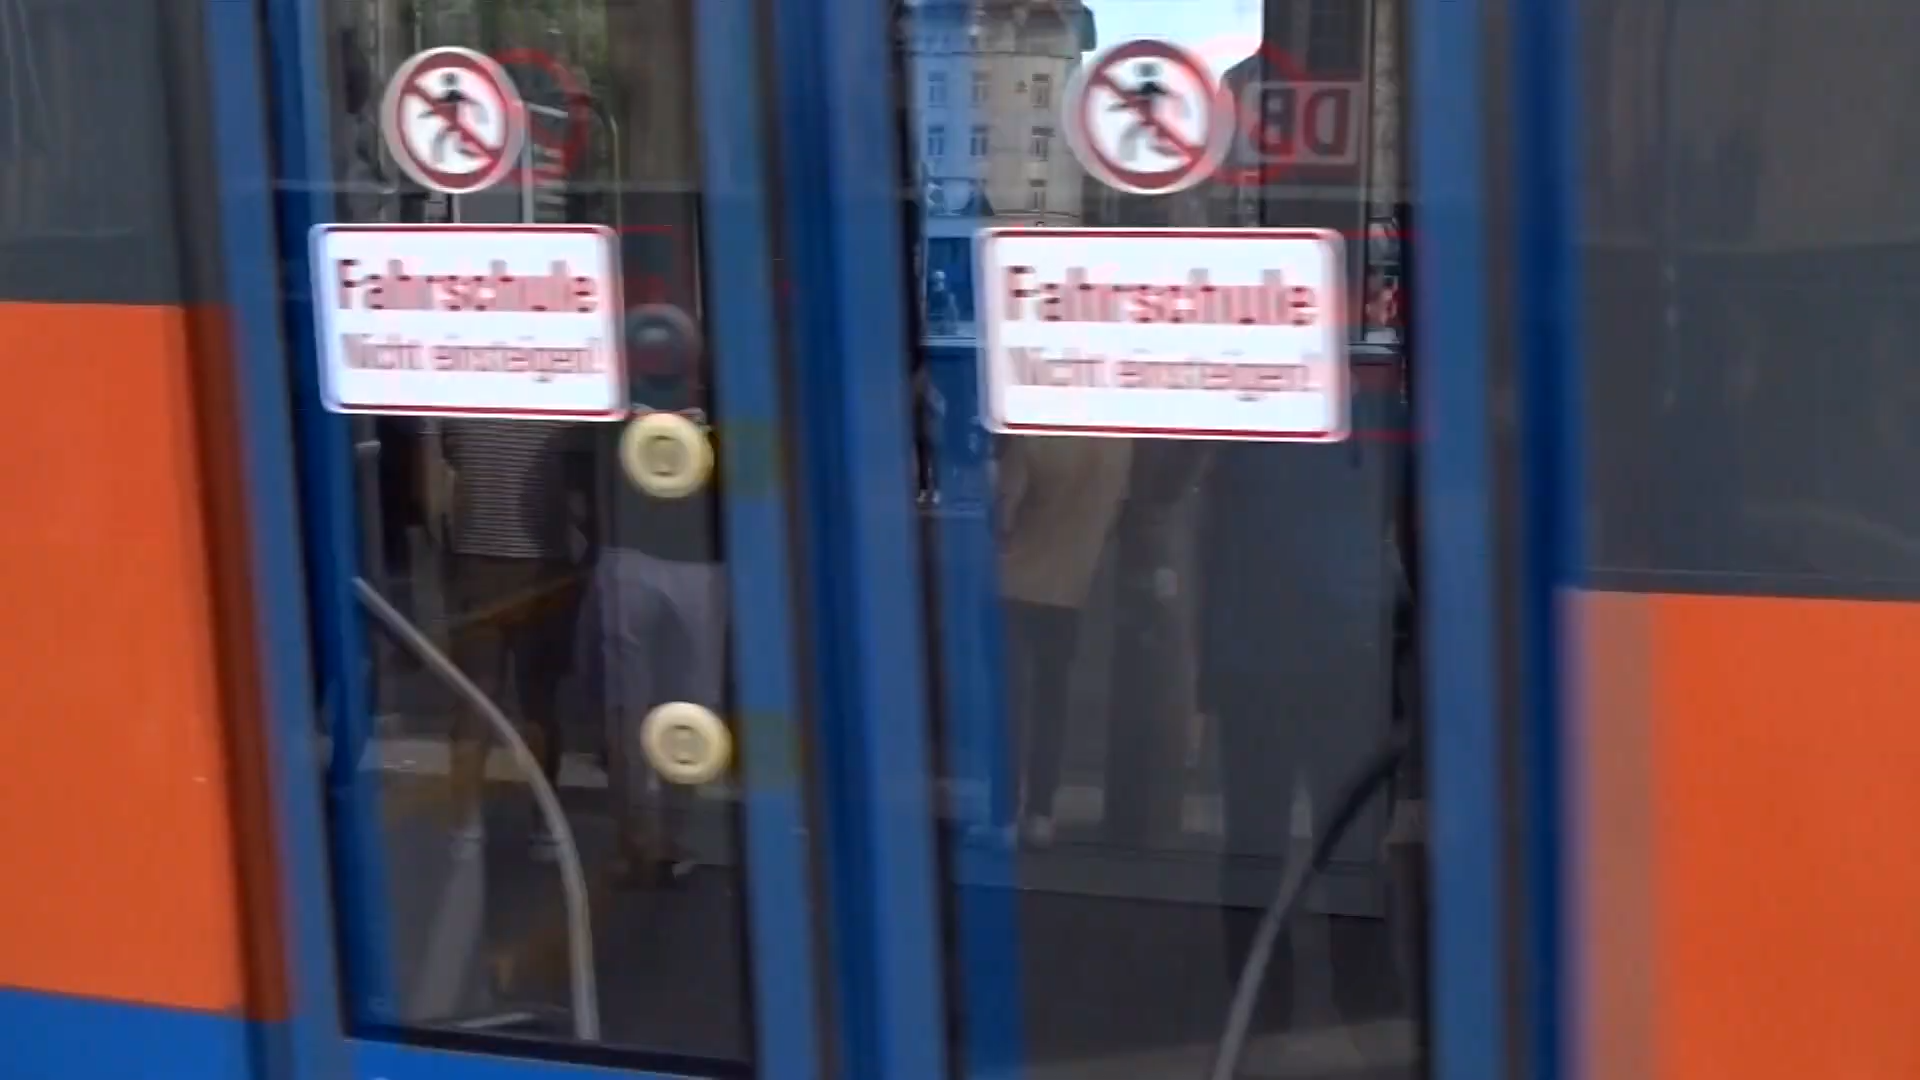 Fahrschule
Nicht einsteigen!
Fahrschule
Nicht einsteigen!
DB